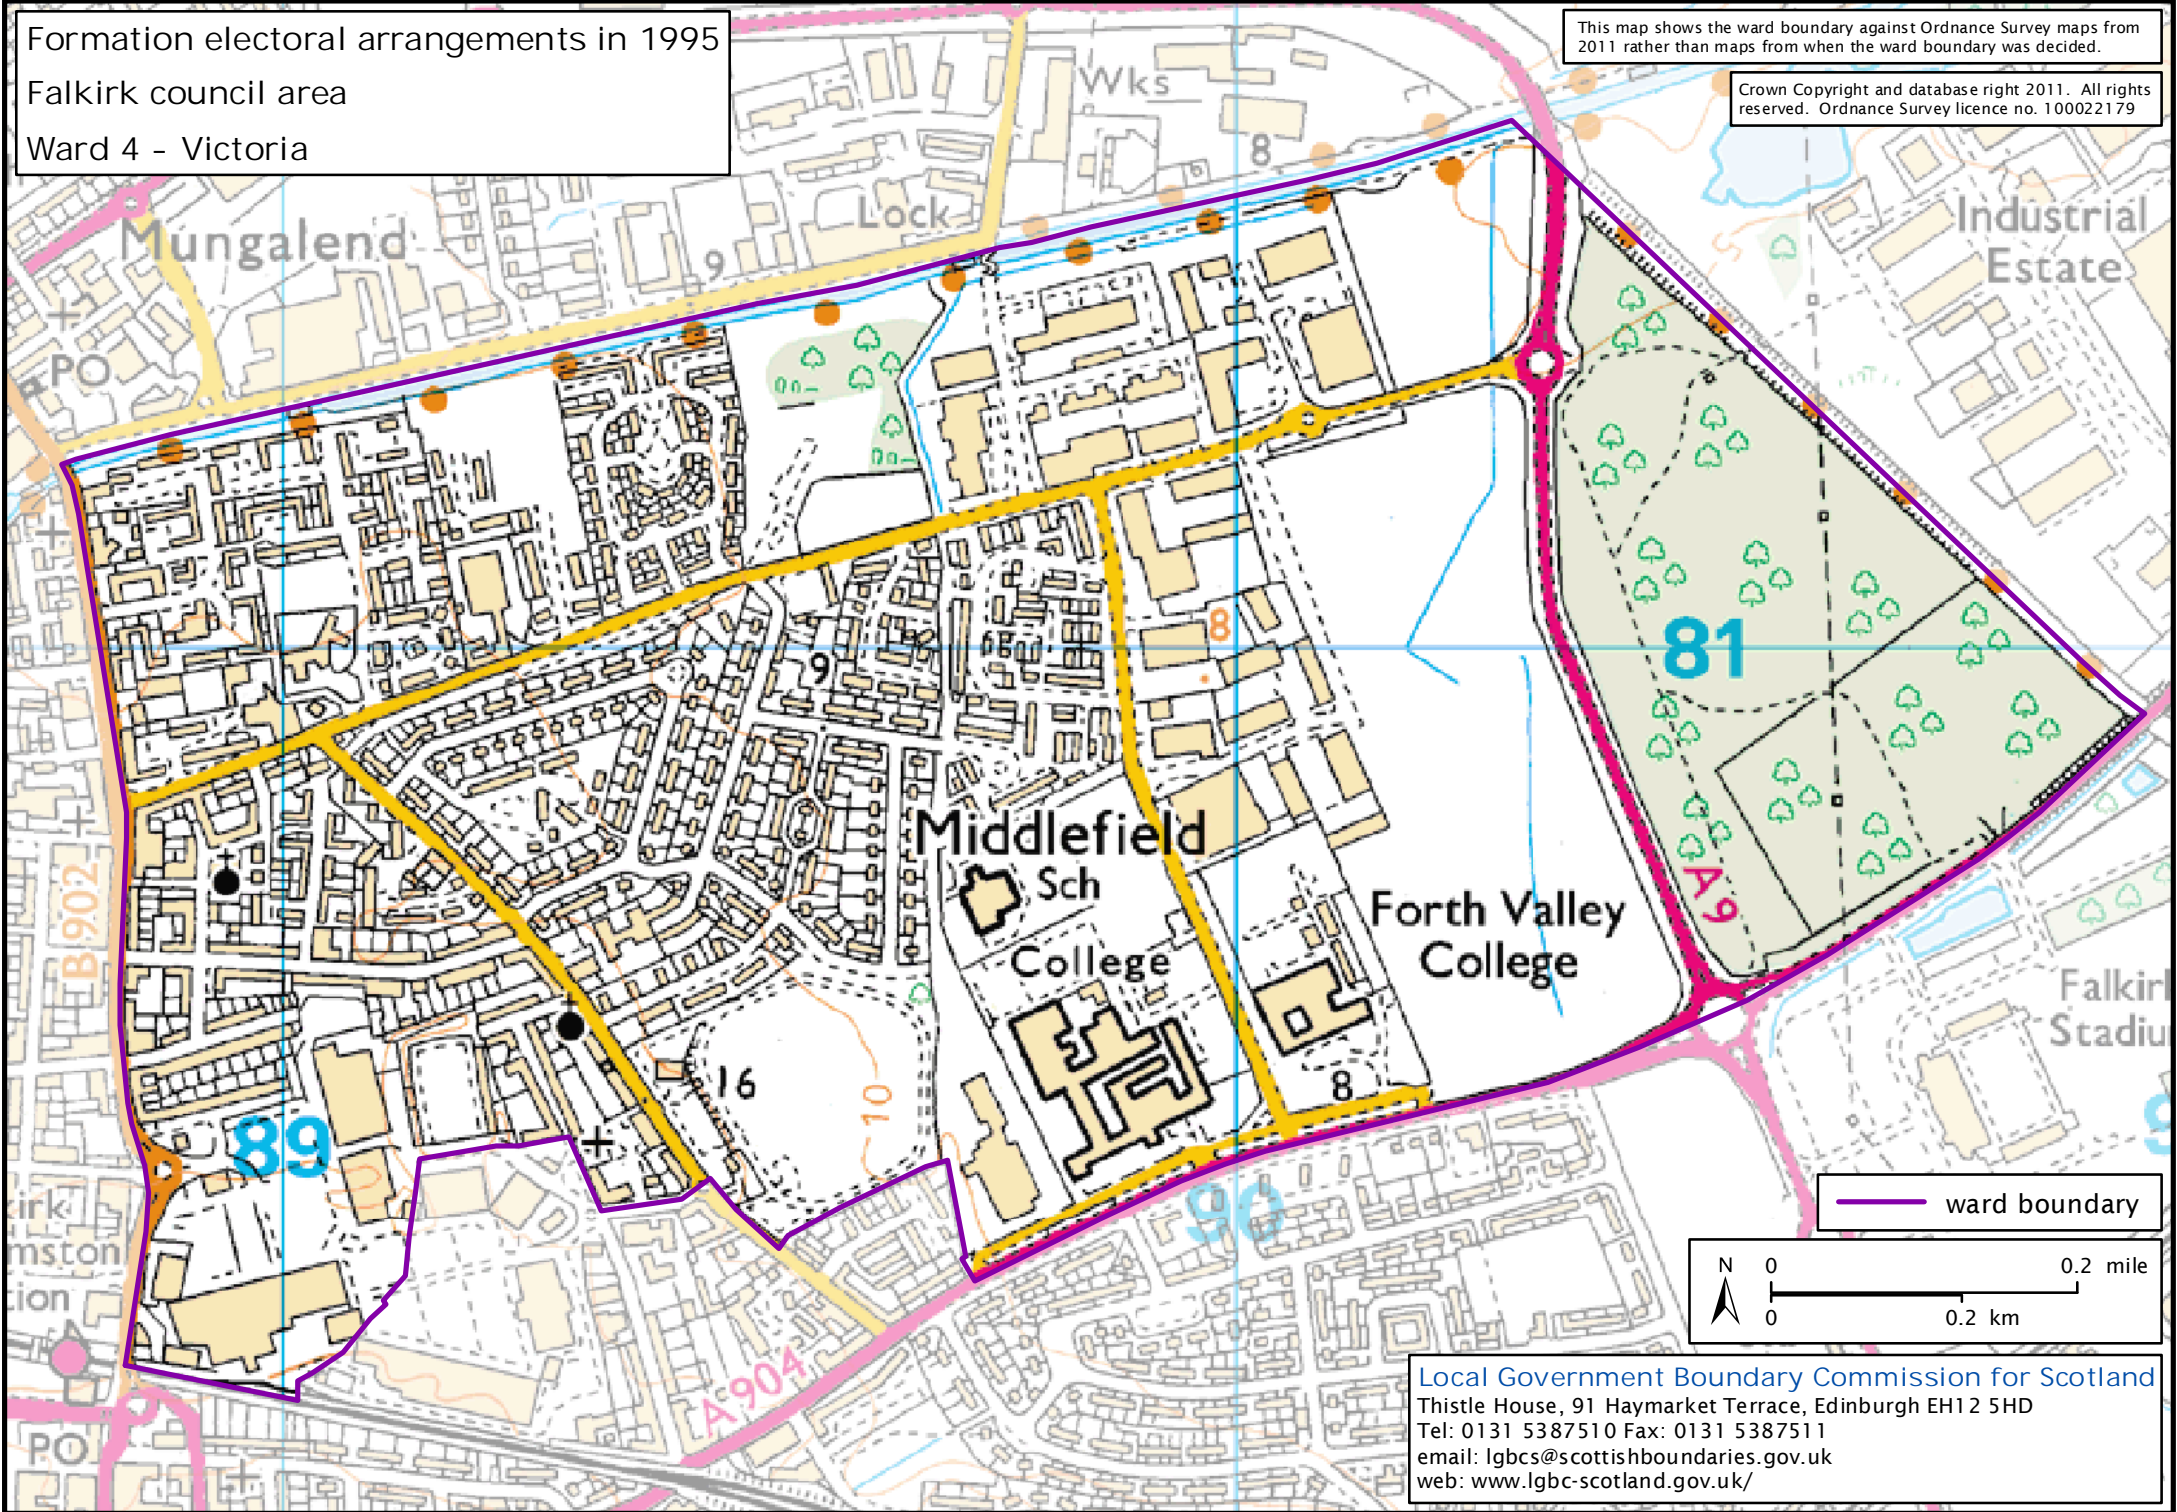 Formation electoral arrangements in 1995
Falkirk council area
Ward 4 - Victoria
This map shows the ward boundary against Ordnance Survey maps from
2011 rather than maps from when the ward boundary was decided.
Crown Copyright and database right 2011. All rights
reserved. Ordnance Survey licence no. 100022179
Wks
8
Mungalend
Lock
9
Industrial
Estate
PO
8
81
9
Middlefield
Sch
B902
A9
Forth Valley
College
College
Falkirk
Stadiu
16
10
8
89
90
9
irk
mston
tion
ward boundary
N
0
0.2 mile
0
0.2 km
A904
PO
Local Government Boundary Commission for Scotland
Thistle House, 91 Haymarket Terrace, Edinburgh EH12 5HD
Tel: 0131 5387510 Fax: 0131 5387511
email: lgbcs@scottishboundaries.gov.uk
web: www.lgbc-scotland.gov.uk/